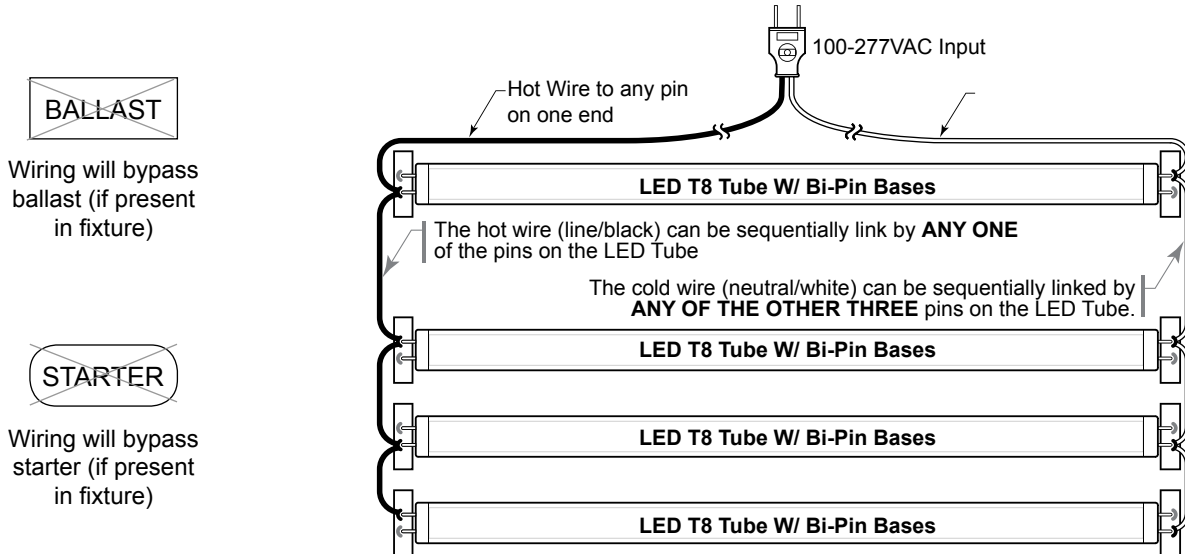 100-277VAC Input
Hot Wire to any pin
on one end
BALLAST
Wiring will bypass
ballast (if present
in fixture)
LED T8 Tube W/ Bi-Pin Bases
The hot wire (line/black) can be sequentially link by ANY ONE
of the pins on the LED Tube
The cold wire (neutral/white) can be sequentially linked by
ANY OF THE OTHER THREE pins on the LED Tube.
LED T8 Tube W/ Bi-Pin Bases
STARTER
Wiring will bypass
starter (if present
in fixture)
LED T8 Tube W/ Bi-Pin Bases
LED T8 Tube W/ Bi-Pin Bases